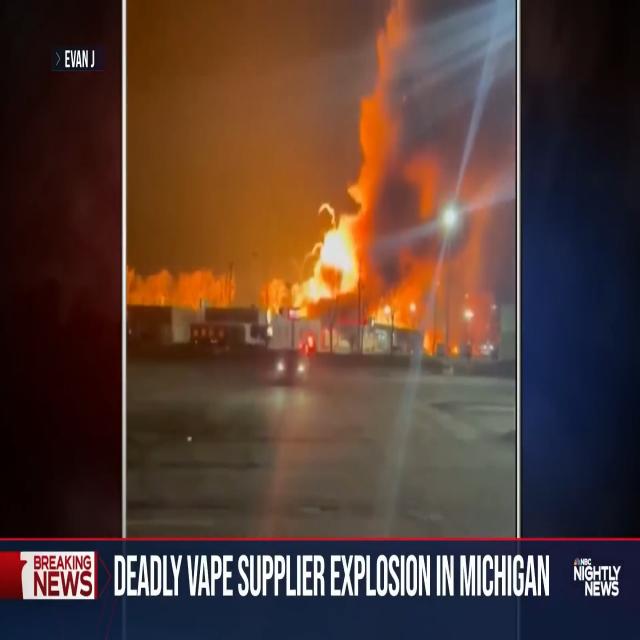 EVAN J
BREAKING
NEWS
DEADLY VAPE SUPPLIER EXPLOSION IN MICHIGAN
NBC
NIGHTLY
NEWS